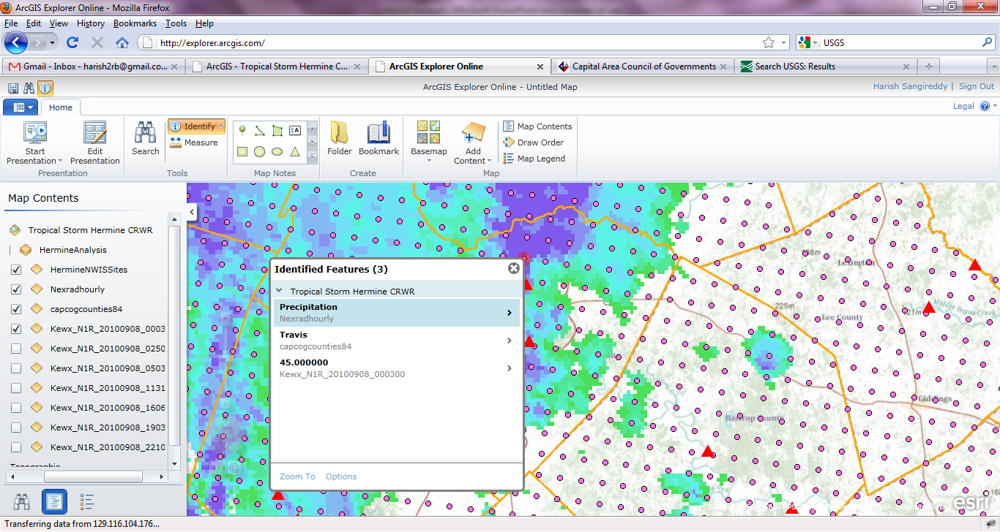 ArcGIS Explorer Online - Mozilla Firefox
File Edit View History Bookmarks Tools Help
http://explorer.arcgis.com/
USGS
Gmail - Inbox - harish2rb@gmail.co...
ArcGIS - Tropical Storm Hermine C...
ArcGIS Explorer Online
Capital Area Council of Governments
Search USGS: Results
ArcGIS Explorer Online - Untitled Map
Harish Sangireddy | Sign Out
Home
Legal
Start Presentation
Edit Presentation
Presentation
Search
Identify
Measure
Tools
A
Map Notes
Folder
Bookmark
Create
Basemap
Add Content
Map Contents
Draw Order
Map Legend
Map
Map Contents
Tropical Storm Hermine CRWR
HermineAnalysis
HermineNWISSites
Nexradhourly
capcogcounties84
Kewx_N1R_20100908_0003
Kewx_N1R_20100908_0250
Kewx_N1R_20100908_0503
Kewx_N1R_20100908_1131
Kewx_N1R_20100908_1606
Kewx_N1R_20100908_1903
Kewx_N1R_20100908_2210
Topographic
Identified Features (3)
Tropical Storm Hermine CRWR
Precipitation
Nexradhourly
Travis
capcogcounties84
45.000000
Kewx_N1R_20100908_000300
Zoom To Options
Lexington
225m
Lee County
Middle Yegua Creek
Giddings
Bastrop County
esri
Transferring data from 129.116.104.176...